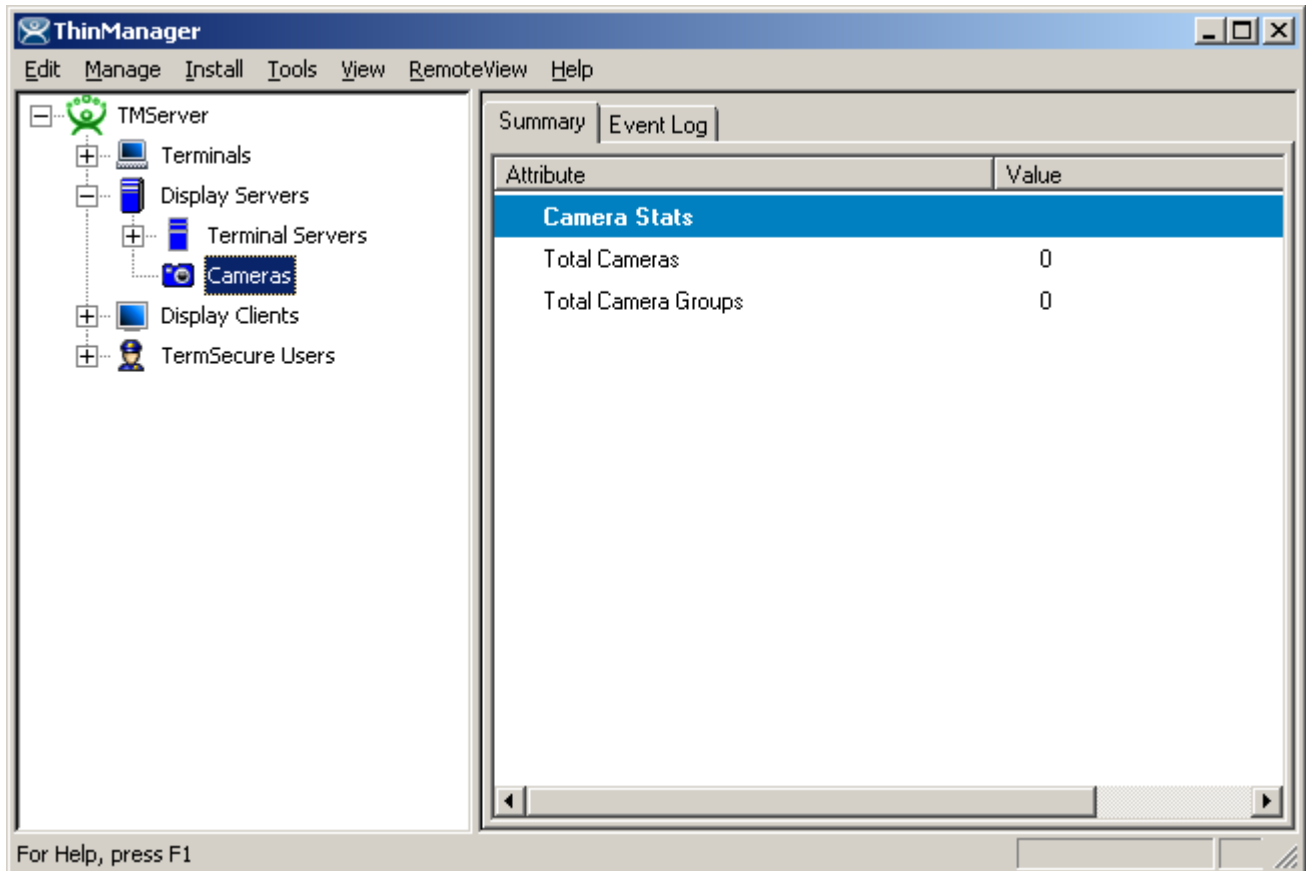 ThinManager
Edit Manage Install Tools View RemoteView Help
TMServer
Terminals
Display Servers
Terminal Servers
Cameras
Display Clients
TermSecure Users
Summary Event Log
Attribute Value
Camera Stats
Total Cameras 0
Total Camera Groups 0
For Help, press F1